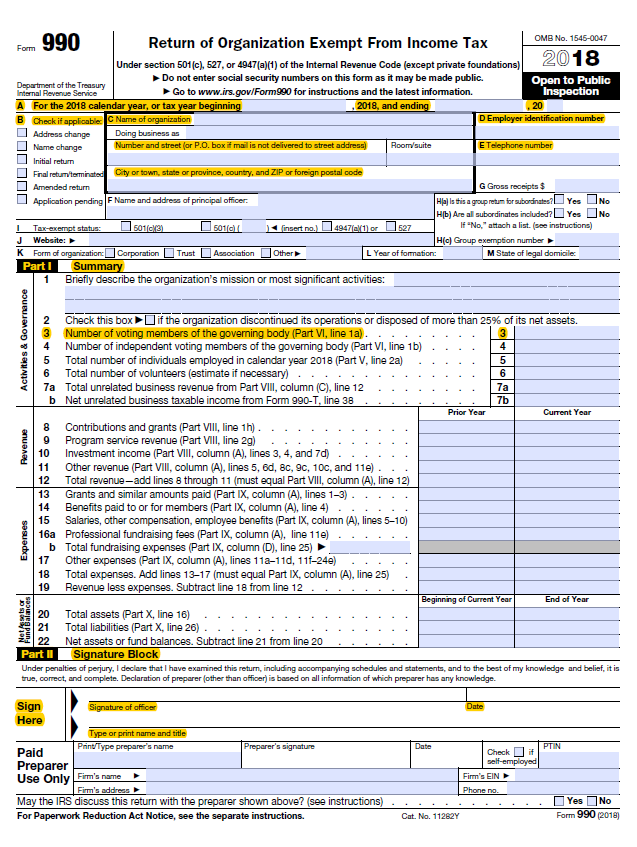 Form 990
Return of Organization Exempt From Income Tax
Under section 501(c), 527, or 4947(a)(1) of the Internal Revenue Code (except private foundations)
▶ Do not enter social security numbers on this form as it may be made public.
▶ Go to www.irs.gov/Form990 for instructions and the latest information.
Department of the Treasury
Internal Revenue Service
OMB No. 1545-0047
2018
Open to Public
Inspection
A For the 2018 calendar year, or tax year beginning , 2018, and ending , 20
B Check if applicable:
Address change
Name change
Initial return
Final return/terminated
Amended return
Application pending
C Name of organization
Doing business as
Number and street (or P.O. box if mail is not delivered to street address) Room/suite
City or town, state or province, country, and ZIP or foreign postal code
D Employer identification number
E Telephone number
G Gross receipts $
F Name and address of principal officer:
H(a) Is this a group return for subordinates? Yes No
H(b) Are all subordinates included? Yes No
If "No," attach a list. (see instructions)
I Tax-exempt status: 501(c)(3) 501(c) ( ) ◀ (insert no.) 4947(a)(1) or 527
J Website: ▶
H(c) Group exemption number ▶
K Form of organization: Corporation Trust Association Other ▶
L Year of formation:
M State of legal domicile:
Part I Summary
Activities & Governance
1 Briefly describe the organization's mission or most significant activities:
2 Check this box ▶ if the organization discontinued its operations or disposed of more than 25% of its net assets.
3 Number of voting members of the governing body (Part VI, line 1a) . . . . . . . . . 3
4 Number of independent voting members of the governing body (Part VI, line 1b) . . . . 4
5 Total number of individuals employed in calendar year 2018 (Part V, line 2a) . . . . . 5
6 Total number of volunteers (estimate if necessary) . . . . . . . . . . . . . 6
7a Total unrelated business revenue from Part VIII, column (C), line 12 . . . . . . . . 7a
b Net unrelated business taxable income from Form 990-T, line 38 . . . . . . . . . 7b
Prior Year Current Year
Revenue
8 Contributions and grants (Part VIII, line 1h) . . . . . . . . . . . .
9 Program service revenue (Part VIII, line 2g) . . . . . . . . . . . .
10 Investment income (Part VIII, column (A), lines 3, 4, and 7d) . . . . . . .
11 Other revenue (Part VIII, column (A), lines 5, 6d, 8c, 9c, 10c, and 11e) . . .
12 Total revenue—add lines 8 through 11 (must equal Part VIII, column (A), line 12)
Expenses
13 Grants and similar amounts paid (Part IX, column (A), lines 1–3) . . . . .
14 Benefits paid to or for members (Part IX, column (A), line 4) . . . . . .
15 Salaries, other compensation, employee benefits (Part IX, column (A), lines 5–10)
16a Professional fundraising fees (Part IX, column (A), line 11e) . . . . . .
b Total fundraising expenses (Part IX, column (D), line 25) ▶
17 Other expenses (Part IX, column (A), lines 11a–11d, 11f–24e) . . . . . .
18 Total expenses. Add lines 13–17 (must equal Part IX, column (A), line 25) .
19 Revenue less expenses. Subtract line 18 from line 12 . . . . . . . .
Beginning of Current Year End of Year
Net Assets or
Fund Balances
20 Total assets (Part X, line 16) . . . . . . . . . . . . . . .
21 Total liabilities (Part X, line 26) . . . . . . . . . . . . . .
22 Net assets or fund balances. Subtract line 21 from line 20 . . . . . .
Part II Signature Block
Under penalties of perjury, I declare that I have examined this return, including accompanying schedules and statements, and to the best of my knowledge and belief, it is
true, correct, and complete. Declaration of preparer (other than officer) is based on all information of which preparer has any knowledge.
Sign
Here
Signature of officer Date
Type or print name and title
Paid
Preparer
Use Only
Print/Type preparer's name Preparer's signature Date
Check if
self-employed
PTIN
Firm's name ▶ Firm's EIN ▶
Firm's address ▶ Phone no.
May the IRS discuss this return with the preparer shown above? (see instructions) . . . . . . . . . . . . Yes No
For Paperwork Reduction Act Notice, see the separate instructions. Cat. No. 11282Y Form 990 (2018)